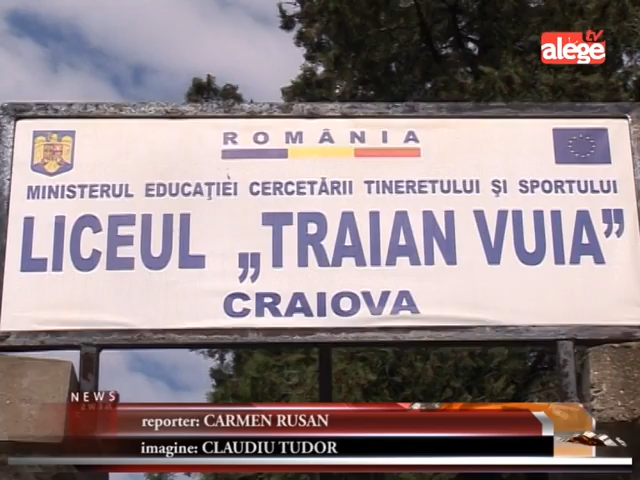 alege tv
ROMÂNIA
MINISTERUL EDUCAŢIEI CERCETĂRII TINERETULUI ŞI SPORTULUI
LICEUL „TRAIAN VUIA”
CRAIOVA
NEWS
reporter: CARMEN RUSAN
imagine: CLAUDIU TUDOR